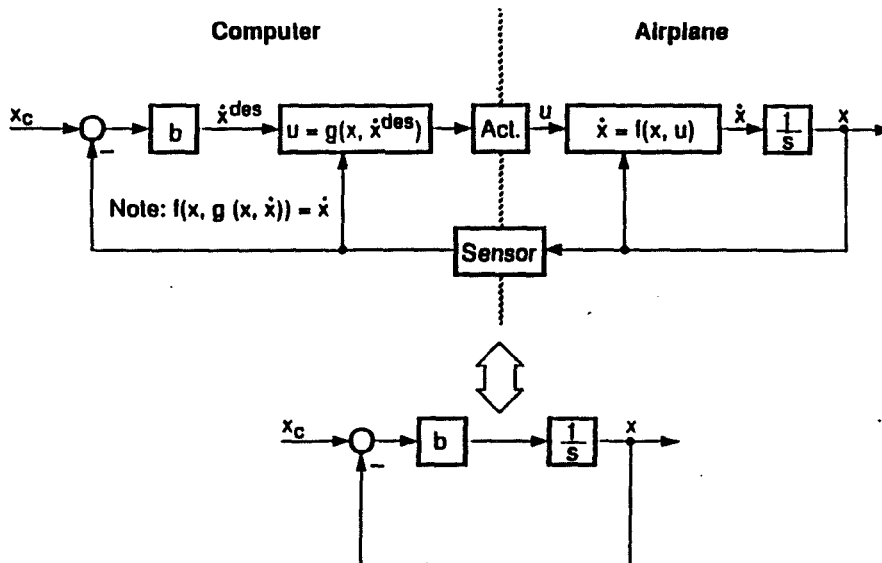 Computer
Airplane
x_c
b
ẋ^des
u = g(x, ẋ^des)
Act.
u
ẋ = f(x, u)
ẋ
1/s
x
–
Note: f(x, g (x, ẋ)) = ẋ
Sensor
x_c
b
1/s
x
–